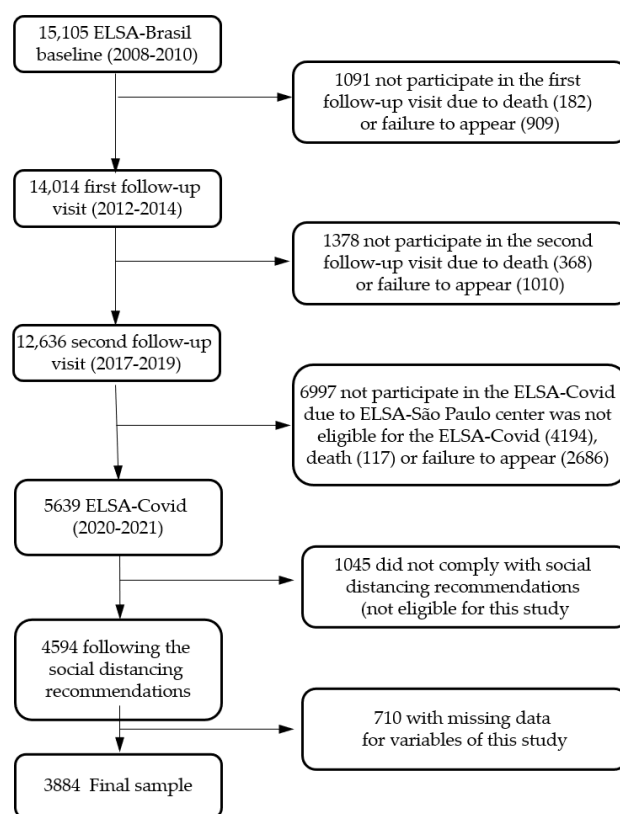 15,105 ELSA-Brasil
baseline (2008-2010)
1091 not participate in the first
follow-up visit due to death (182)
or failure to appear (909)
14,014 first follow-up
visit (2012-2014)
1378 not participate in the second
follow-up visit due to death (368)
or failure to appear (1010)
12,636 second follow-up
visit (2017-2019)
6997 not participate in the ELSA-Covid
due to ELSA-São Paulo center was not
eligible for the ELSA-Covid (4194),
death (117) or failure to appear (2686)
5639 ELSA-Covid
(2020-2021)
1045 did not comply with social
distancing recommendations
(not eligible for this study
4594 following the
social distancing
recommendations
710 with missing data
for variables of this study
3884 Final sample